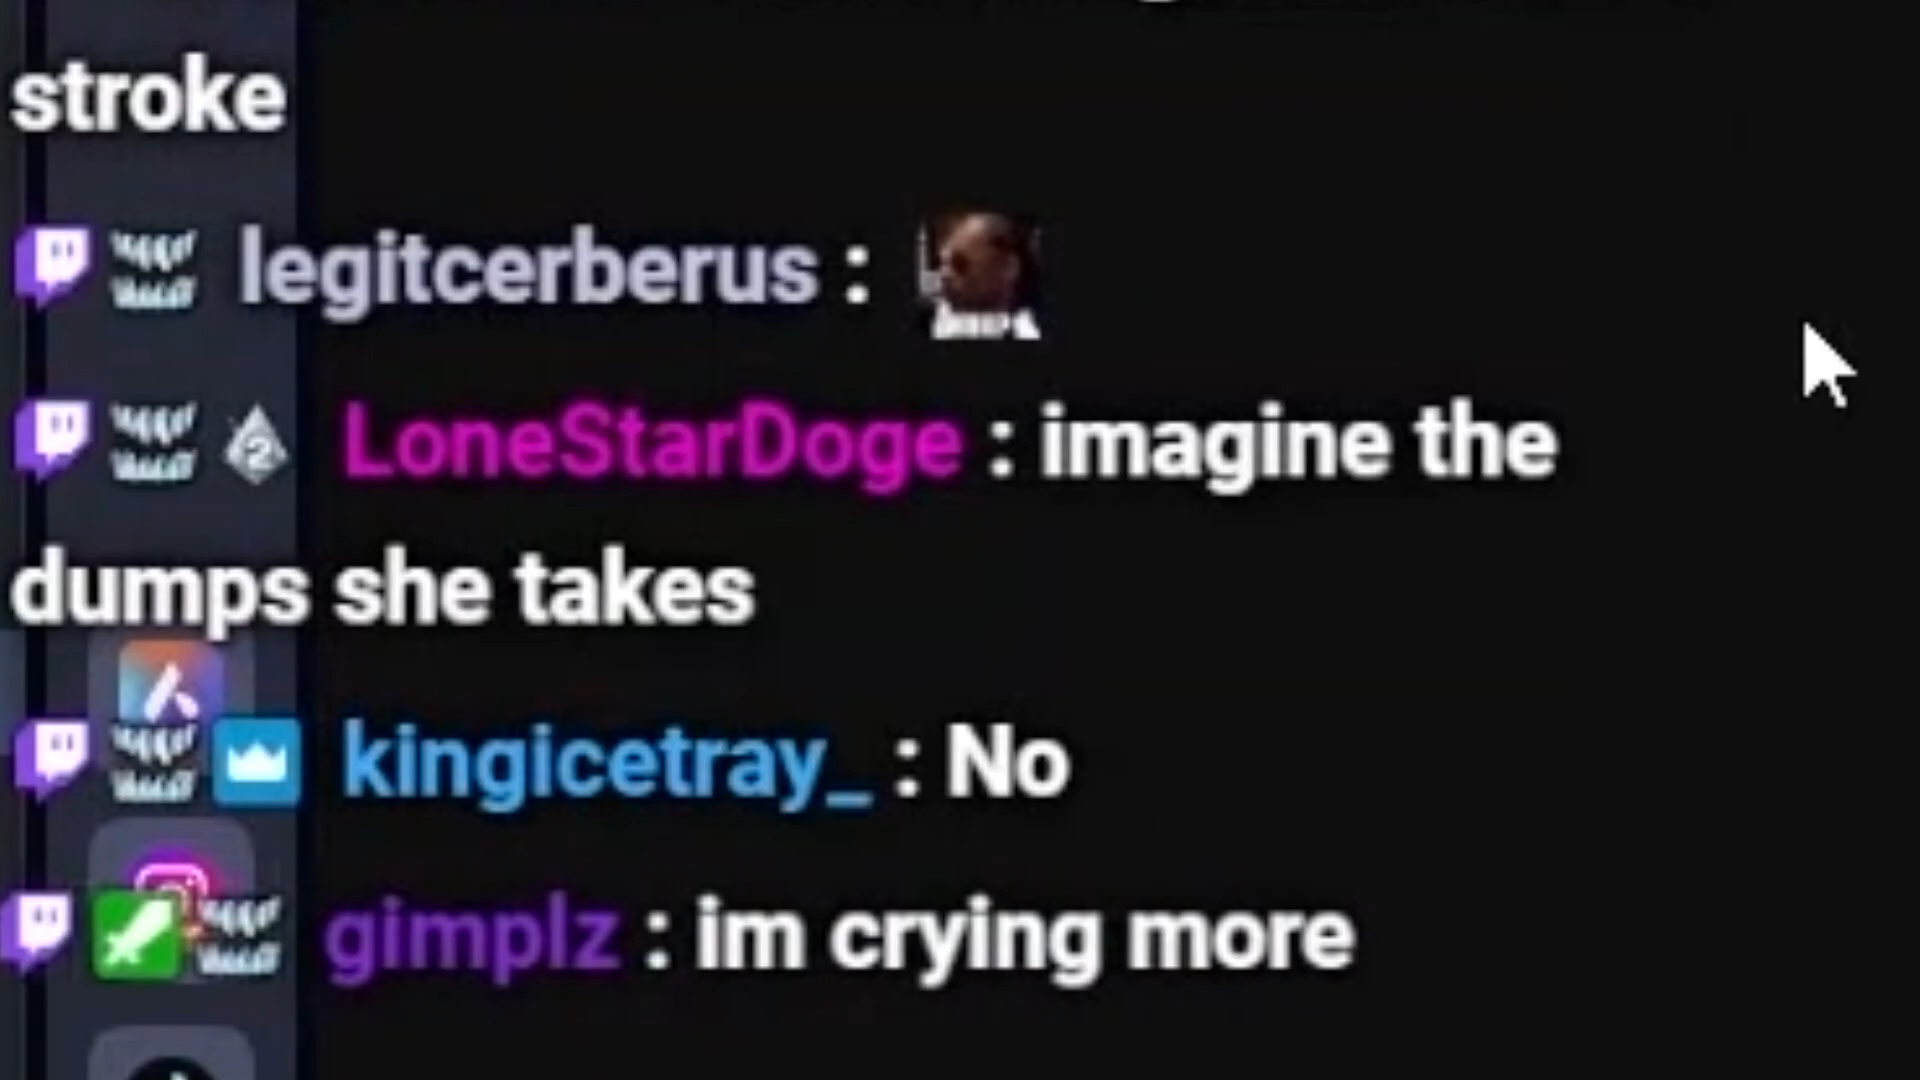 stroke
legitcerberus :
LoneStarDoge : imagine the
dumps she takes
kingicetray_ : No
gimplz : im crying more